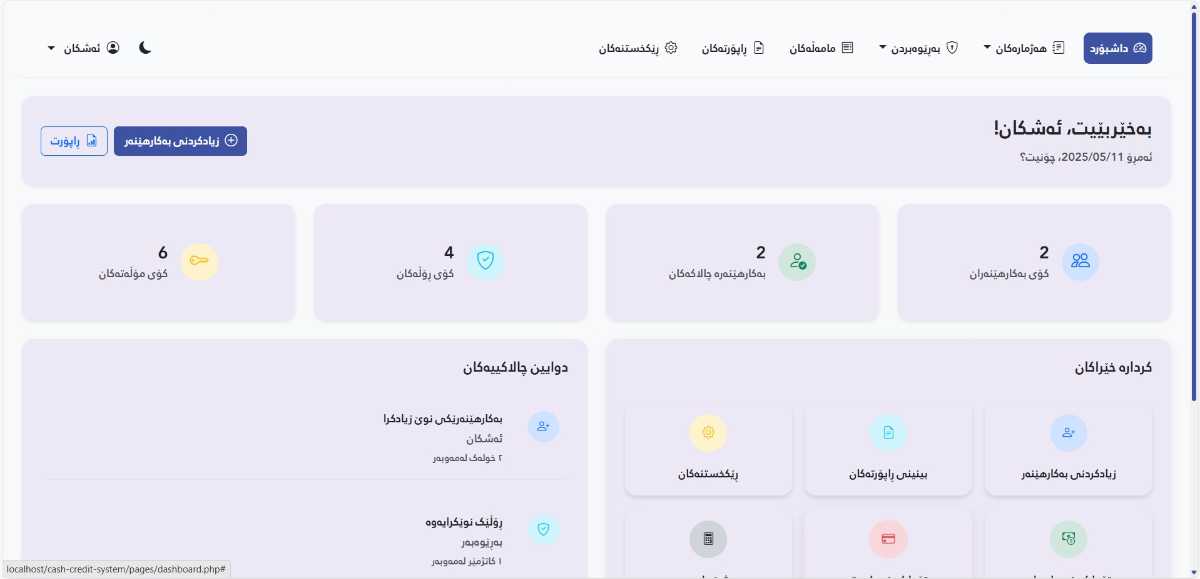 داشبۆرد
هەژمارەکان
بەڕێوەبردن
مامەڵەکان
ڕاپۆرتەکان
ڕێکخستنەکان
ئەشکان
بەخێربێیت، ئەشکان!
ئەمڕۆ 2025/05/11، چۆنیت؟
زیادکردنی بەکارهێنەر
ڕاپۆرت
2
کۆی بەکارهێنەران
2
بەکارهێنەرە چالاکەکان
4
کۆی ڕۆڵەکان
6
کۆی مۆڵەتەکان
کردارە خێراکان
زیادکردنی بەکارهێنەر
بینینی ڕاپۆرتەکان
ڕێکخستنەکان
دوایین چالاکییەکان
بەکارهێنەرێکی نوێ زیادکرا
ئەشکان
٢ خولەک لەمەوبەر
ڕۆڵێک نوێکرایەوە
بەڕێوەبەر
١ کاتژمێر لەمەوبەر
localhost/cash-credit-system/pages/dashboard.php#